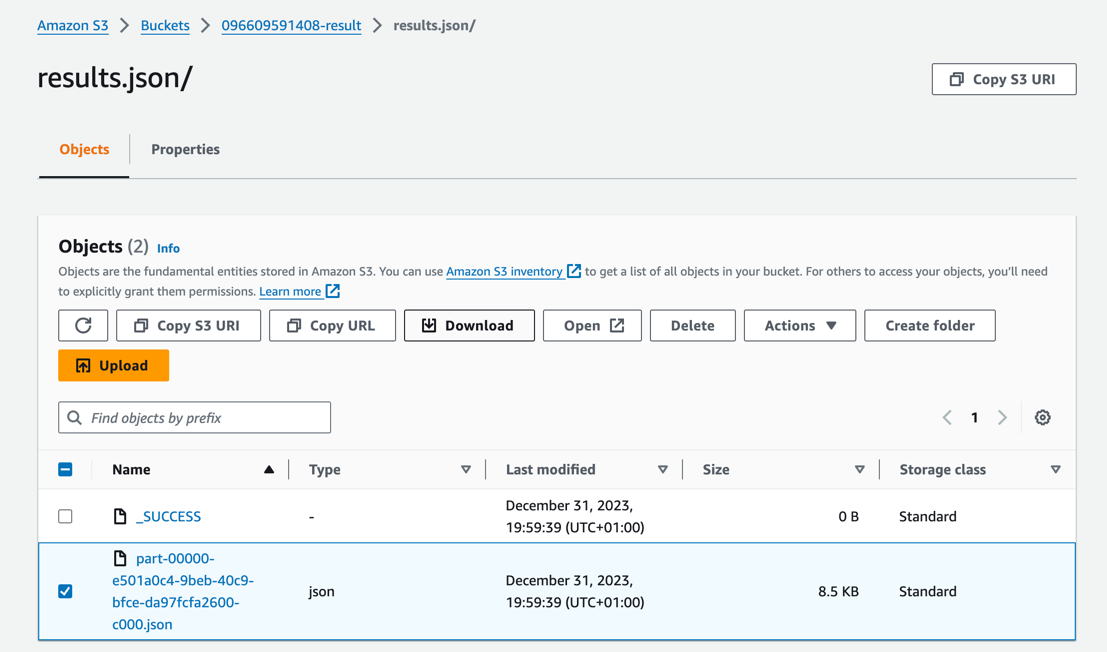 Amazon S3 > Buckets > 096609591408-result > results.json/
results.json/
Copy S3 URI
Objects Properties
Objects (2) Info
Objects are the fundamental entities stored in Amazon S3. You can use Amazon S3 inventory to get a list of all objects in your bucket. For others to access your objects, you'll need
to explicitly grant them permissions. Learn more
Copy S3 URI Copy URL Download Open Delete Actions Create folder
Upload
Find objects by prefix
1
Name Type Last modified Size Storage class
_SUCCESS - December 31, 2023, 0 B Standard
19:59:39 (UTC+01:00)
part-00000-
e501a0c4-9beb-40c9-
bfce-da97fcfa2600-
c000.json
json
December 31, 2023,
19:59:39 (UTC+01:00)
8.5 KB
Standard